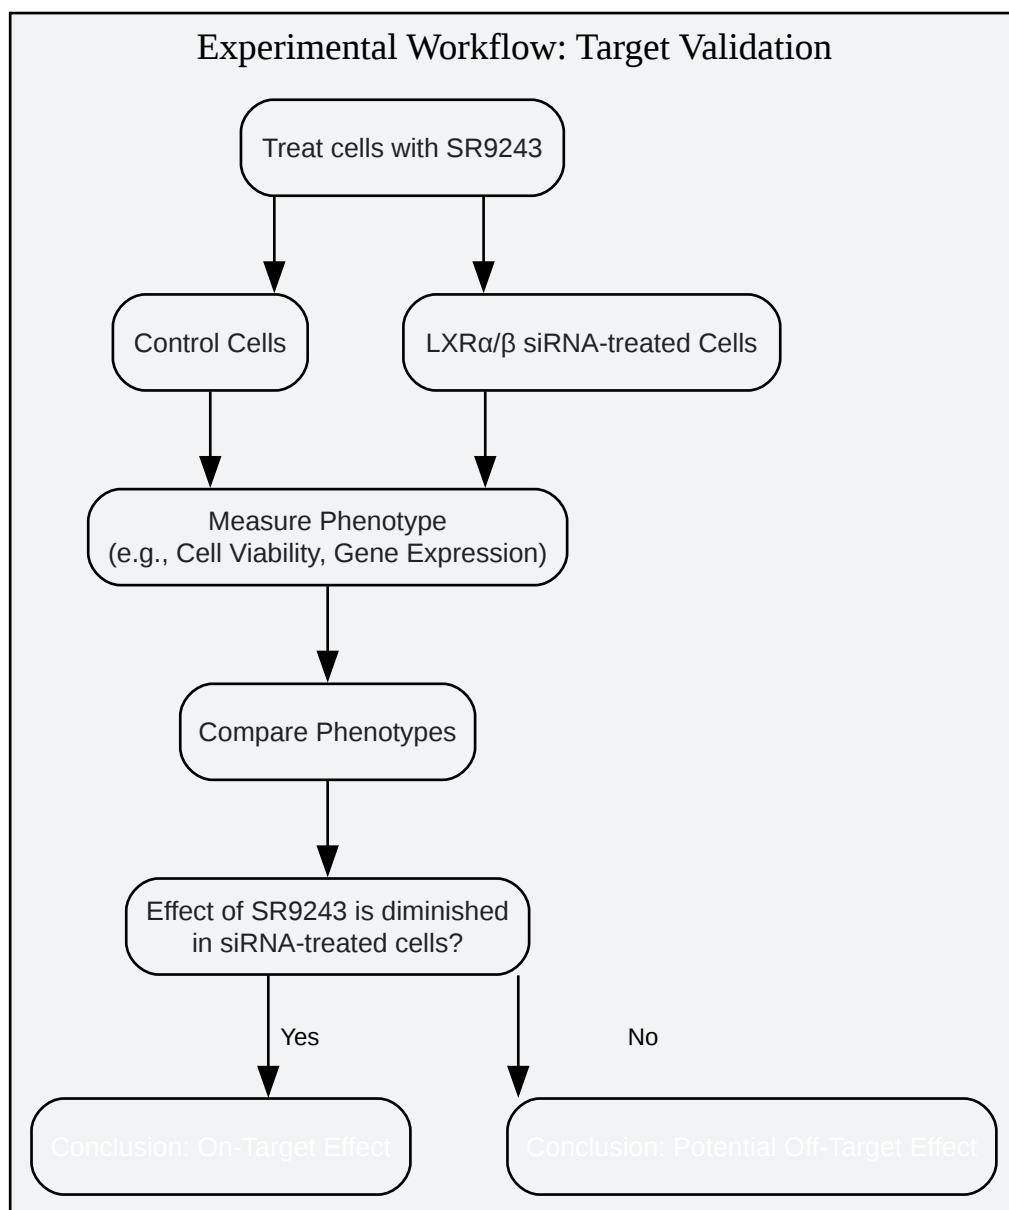 Experimental Workflow: Target Validation
Treat cells with SR9243
Control Cells
LXRα/β siRNA-treated Cells
Measure Phenotype
(e.g., Cell Viability, Gene Expression)
Compare Phenotypes
Effect of SR9243 is diminished
in siRNA-treated cells?
Yes
No
Conclusion: On-Target Effect
Conclusion: Potential Off-Target Effect